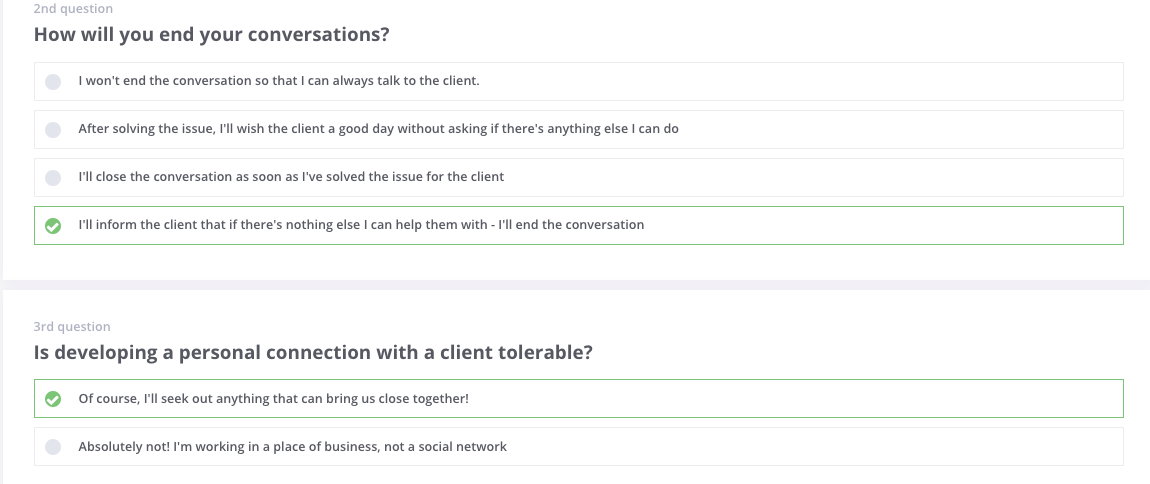 2nd question
How will you end your conversations?
I won't end the conversation so that I can always talk to the client.
After solving the issue, I'll wish the client a good day without asking if there's anything else I can do
I'll close the conversation as soon as I've solved the issue for the client
I'll inform the client that if there's nothing else I can help them with - I'll end the conversation
3rd question
Is developing a personal connection with a client tolerable?
Of course, I'll seek out anything that can bring us close together!
Absolutely not! I'm working in a place of business, not a social network